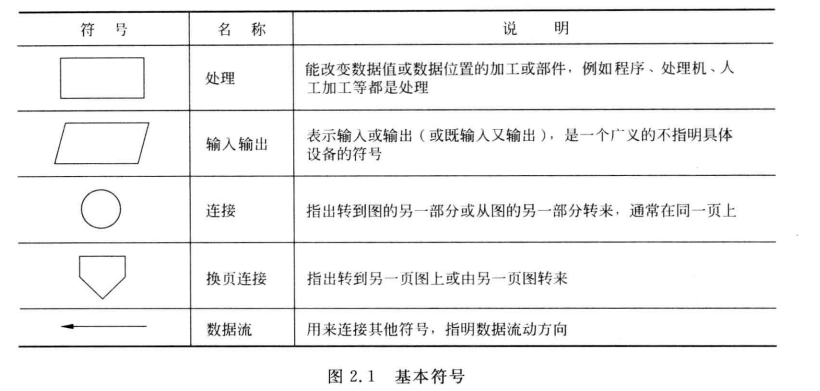 符 号 名 称 说 明
处理 能改变数据值或数据位置的加工或部件，例如程序、处理机、人
工加工等都是处理
输入输出 表示输入或输出（或既输入又输出），是一个广义的不指明具体
设备的符号
连接 指出转到图的另一部分或从图的另一部分转来，通常在同一页上
换页连接 指出转到另一页图上或由另一页图转来
数据流 用来连接其他符号，指明数据流动方向
图 2.1 基本符号